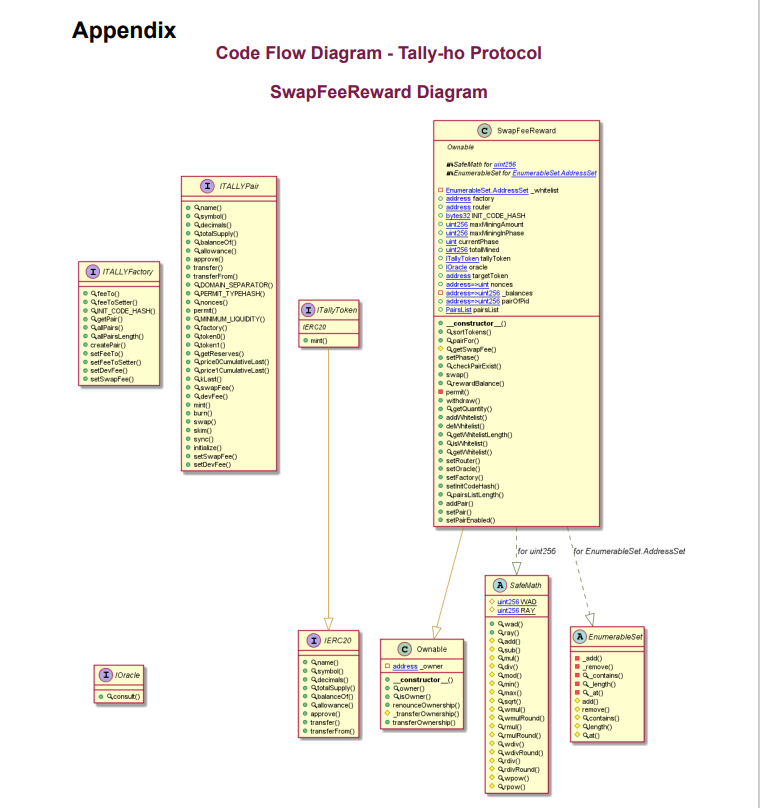 Appendix
Code Flow Diagram - Tally-ho Protocol
SwapFeeReward Diagram
C SwapFeeReward
Ownable
SafeMath for uint256
EnumerableSet for EnumerableSet.AddressSet
EnumerableSet.AddressSet _whitelist
address factory
address router
bytes32 INIT_CODE_HASH
uint256 maxMiningAmount
uint256 maxMiningInPhase
uint currentPhase
uint256 totalMined
ITallyToken tallyToken
IOracle oracle
address targetToken
address=>uint nonces
address=>uint256 _balances
address=>uint256 pairOfPid
PairsList pairsList
__constructor__()
sortTokens()
pairFor()
getSwapFee()
setPhase()
checkPairExist()
swap()
rewardBalance()
permit()
withdraw()
getQuantity()
addWhitelist()
delWhitelist()
getWhitelistLength()
isWhitelist()
getWhitelist()
setRouter()
setOracle()
setFactory()
setInitCodeHash()
pairsListLength()
addPair()
setPair()
setPairEnabled()
I ITALLYPair
name()
symbol()
decimals()
totalSupply()
balanceOf()
allowance()
approve()
transfer()
transferFrom()
DOMAIN_SEPARATOR()
PERMIT_TYPEHASH()
nonces()
permit()
MINIMUM_LIQUIDITY()
factory()
token0()
token1()
getReserves()
price0CumulativeLast()
price1CumulativeLast()
kLast()
swapFee()
devFee()
mint()
burn()
swap()
skim()
sync()
initialize()
setSwapFee()
setDevFee()
I ITALLYFactory
feeTo()
feeToSetter()
INIT_CODE_HASH()
getPair()
allPairs()
allPairsLength()
createPair()
setFeeTo()
setFeeToSetter()
setDevFee()
setSwapFee()
I ITallyToken
IERC20
mint()
for uint256
for EnumerableSet.AddressSet
I IOracle
consult()
I IERC20
name()
symbol()
decimals()
totalSupply()
balanceOf()
allowance()
approve()
transfer()
transferFrom()
C Ownable
address _owner
__constructor__()
owner()
isOwner()
renounceOwnership()
_transferOwnership()
transferOwnership()
A SafeMath
uint256 WAD
uint256 RAY
wad()
ray()
add()
sub()
mul()
div()
mod()
min()
max()
sqrt()
wmul()
wmulRound()
rmul()
rmulRound()
wdiv()
wdivRound()
rdiv()
rdivRound()
wpow()
rpow()
A EnumerableSet
_add()
_remove()
_contains()
_length()
_at()
add()
remove()
contains()
length()
at()